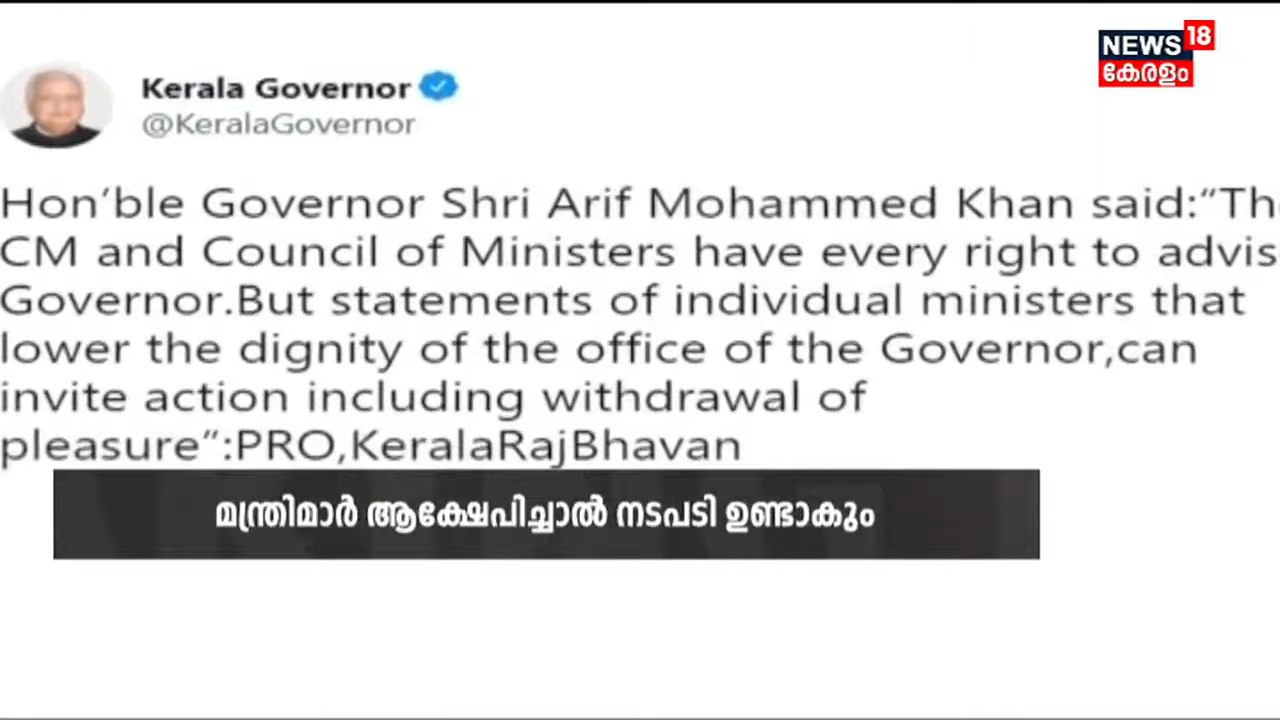 NEWS 18
കേരളം
Kerala Governor
@KeralaGovernor
Hon’ble Governor Shri Arif Mohammed Khan said:“Th
CM and Council of Ministers have every right to advis
Governor.But statements of individual ministers that
lower the dignity of the office of the Governor,can
invite action including withdrawal of
pleasure”:PRO,KeralaRajBhavan
മന്ത്രിമാർ ആക്ഷേപിച്ചാൽ നടപടി ഉണ്ടാകും